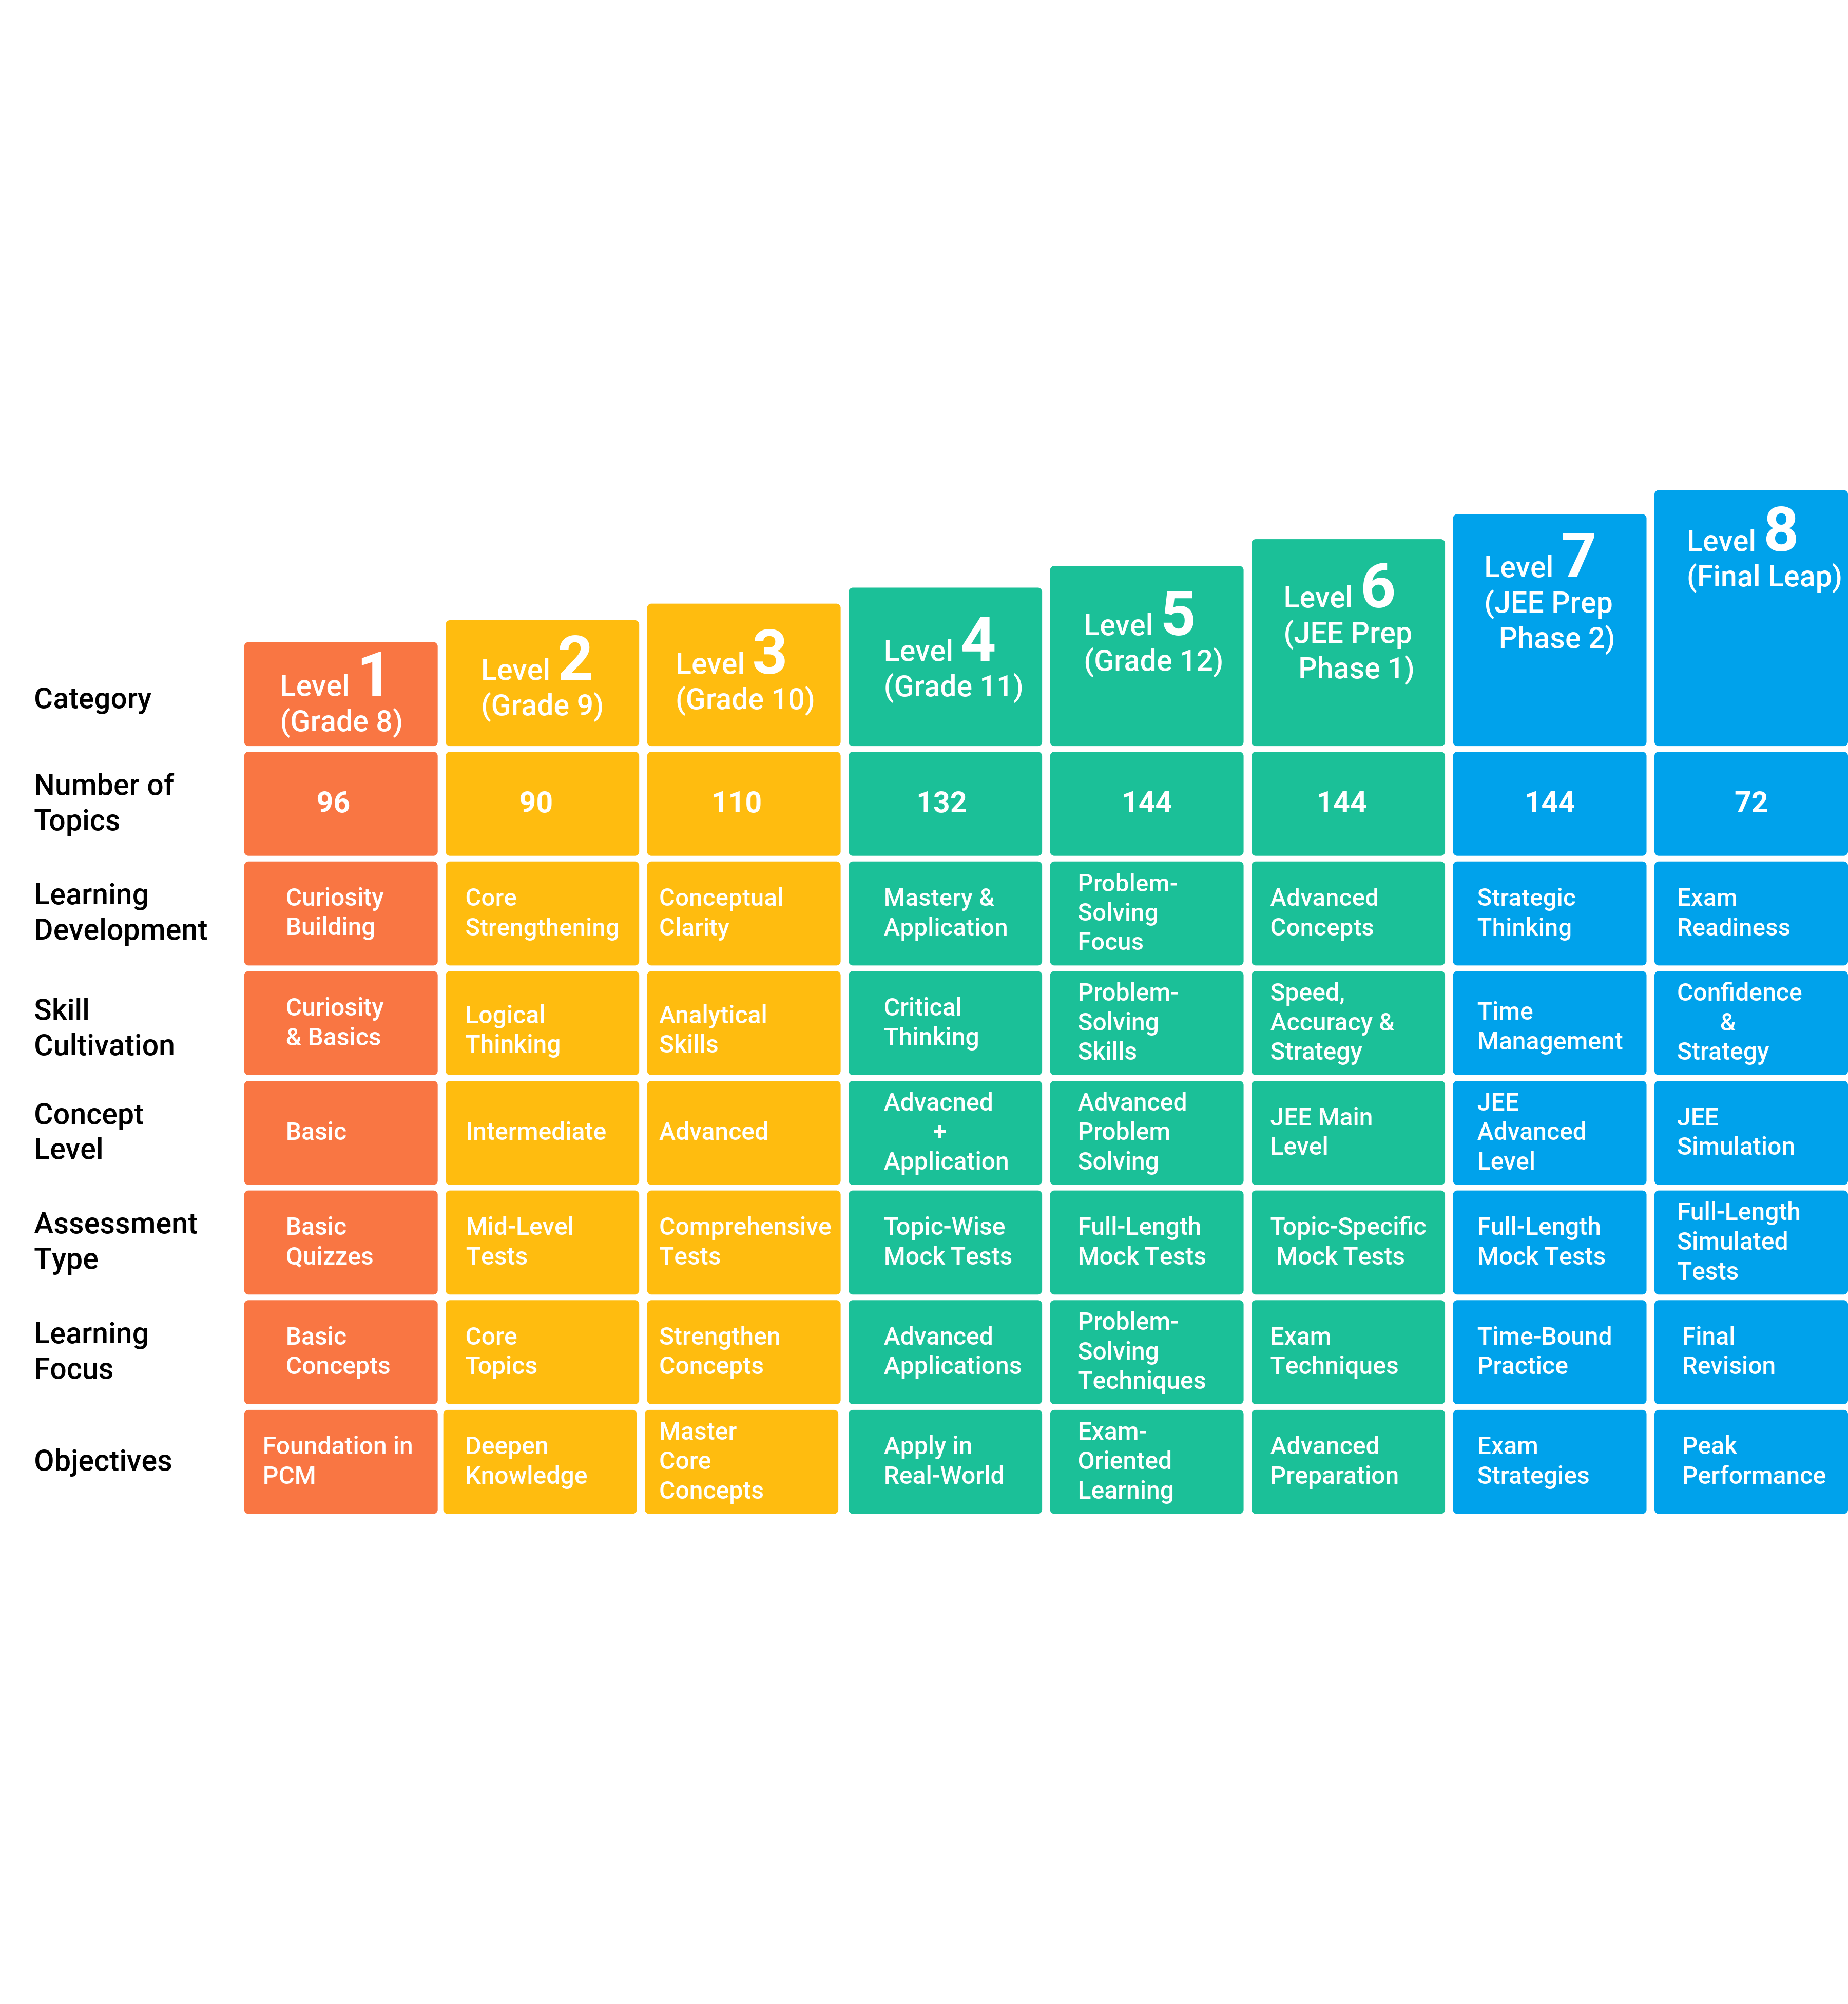 Category
Level 1
(Grade 8)
Level 2
(Grade 9)
Level 3
(Grade 10)
Level 4
(Grade 11)
Level 5
(Grade 12)
Level 6
(JEE Prep
Phase 1)
Level 7
(JEE Prep
Phase 2)
Level 8
(Final Leap)
Number of
Topics
96
90
110
132
144
144
144
72
Learning
Development
Curiosity
Building
Core
Strengthening
Conceptual
Clarity
Mastery &
Application
Problem-
Solving
Focus
Advanced
Concepts
Strategic
Thinking
Exam
Readiness
Skill
Cultivation
Curiosity
& Basics
Logical
Thinking
Analytical
Skills
Critical
Thinking
Problem-
Solving
Skills
Speed,
Accuracy &
Strategy
Time
Management
Confidence
&
Strategy
Concept
Level
Basic
Intermediate
Advanced
Advacned
+
Application
Advanced
Problem
Solving
JEE Main
Level
JEE
Advanced
Level
JEE
Simulation
Assessment
Type
Basic
Quizzes
Mid-Level
Tests
Comprehensive
Tests
Topic-Wise
Mock Tests
Full-Length
Mock Tests
Topic-Specific
Mock Tests
Full-Length
Mock Tests
Full-Length
Simulated
Tests
Learning
Focus
Basic
Concepts
Core
Topics
Strengthen
Concepts
Advanced
Applications
Problem-
Solving
Techniques
Exam
Techniques
Time-Bound
Practice
Final
Revision
Objectives
Foundation in
PCM
Deepen
Knowledge
Master
Core
Concepts
Apply in
Real-World
Exam-
Oriented
Learning
Advanced
Preparation
Exam
Strategies
Peak
Performance